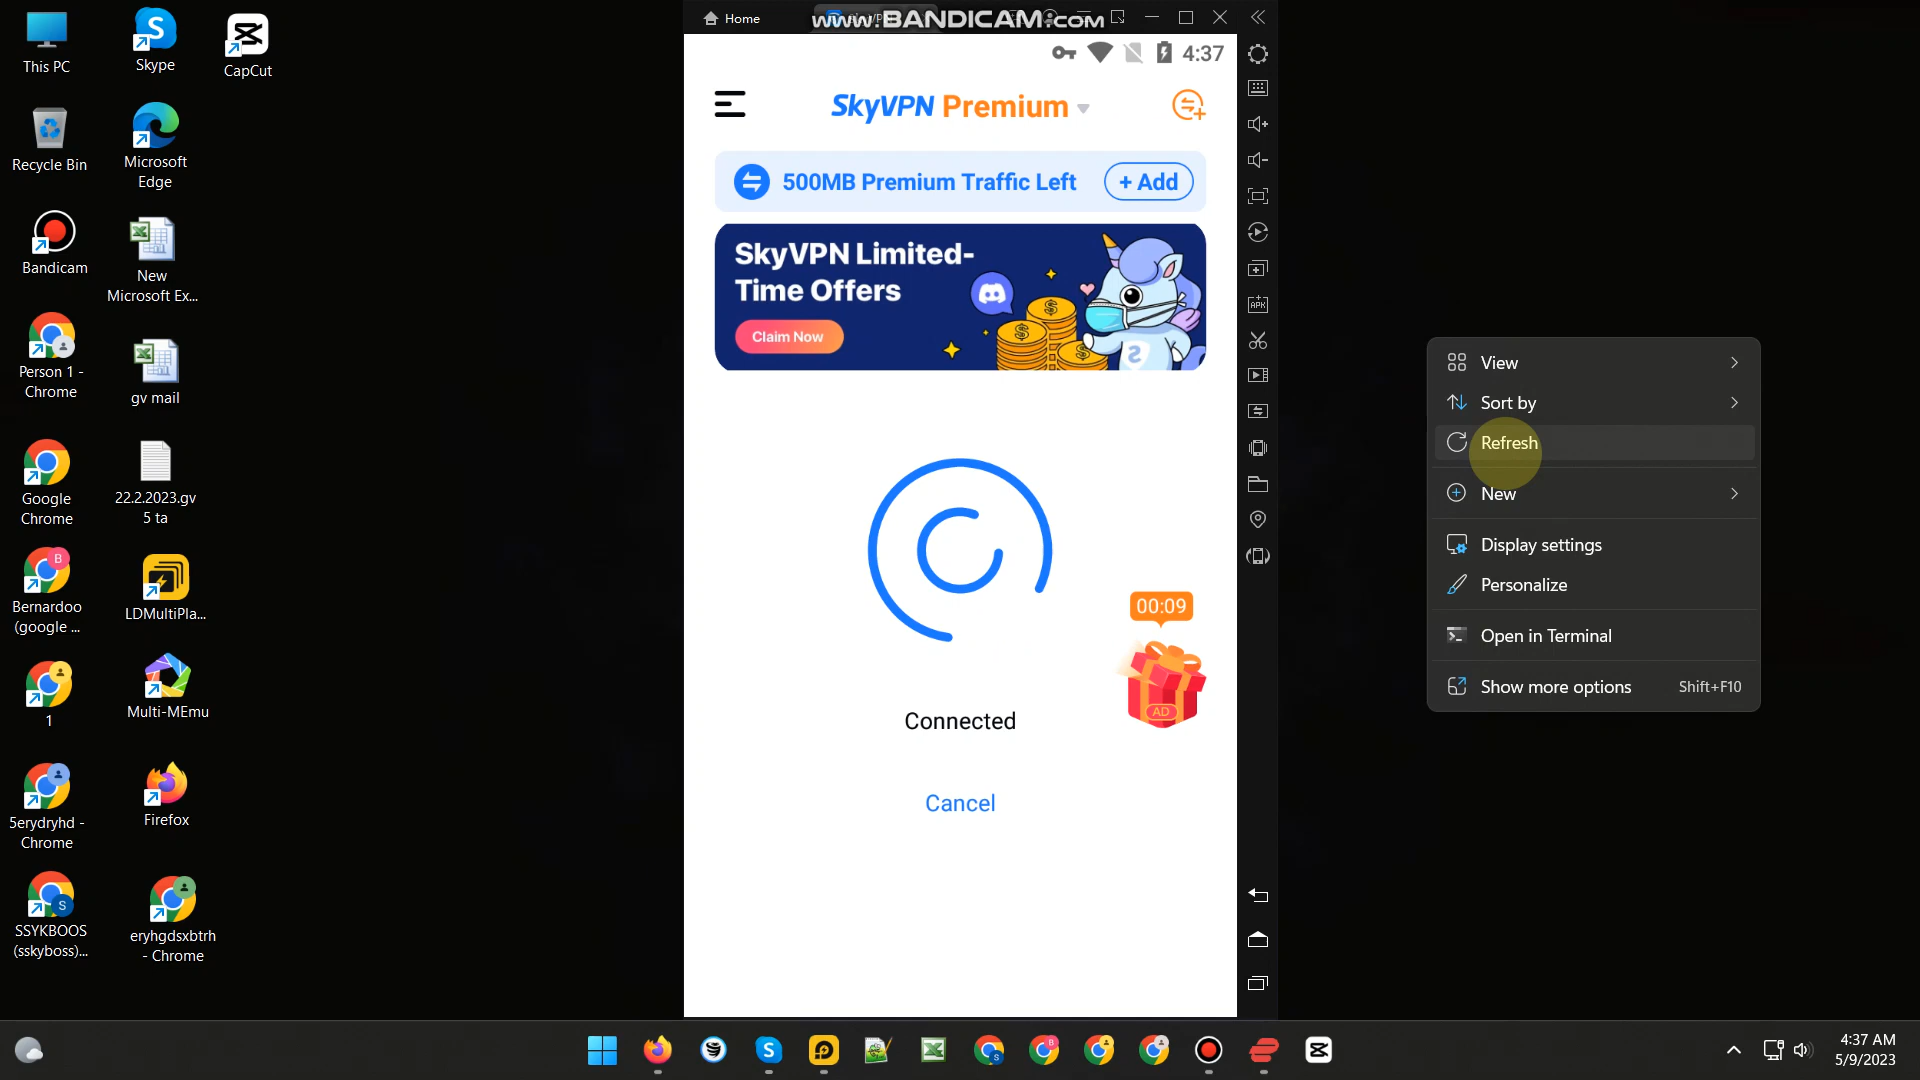 This PC
Skype
CapCut
Recycle Bin
Microsoft
Edge
Bandicam
New
Microsoft Ex...
Person 1 -
Chrome
gv mail
Google
Chrome
22.2.2023.gv
5 ta
Bernardoo
(google ...
LDMultiPla...
1
Multi-MEmu
5erydryhd -
Chrome
Firefox
SSYKBOOS
(sskyboss)...
eryhgdsxbtrh
- Chrome
Home
www.BANDICAM.com
4:37
SkyVPN Premium
500MB Premium Traffic Left
+ Add
SkyVPN Limited-
Time Offers
Claim Now
00:09
AD
Connected
Cancel
APK
View
Sort by
Refresh
New
Display settings
Personalize
Open in Terminal
Show more options Shift+F10
4:37 AM
5/9/2023